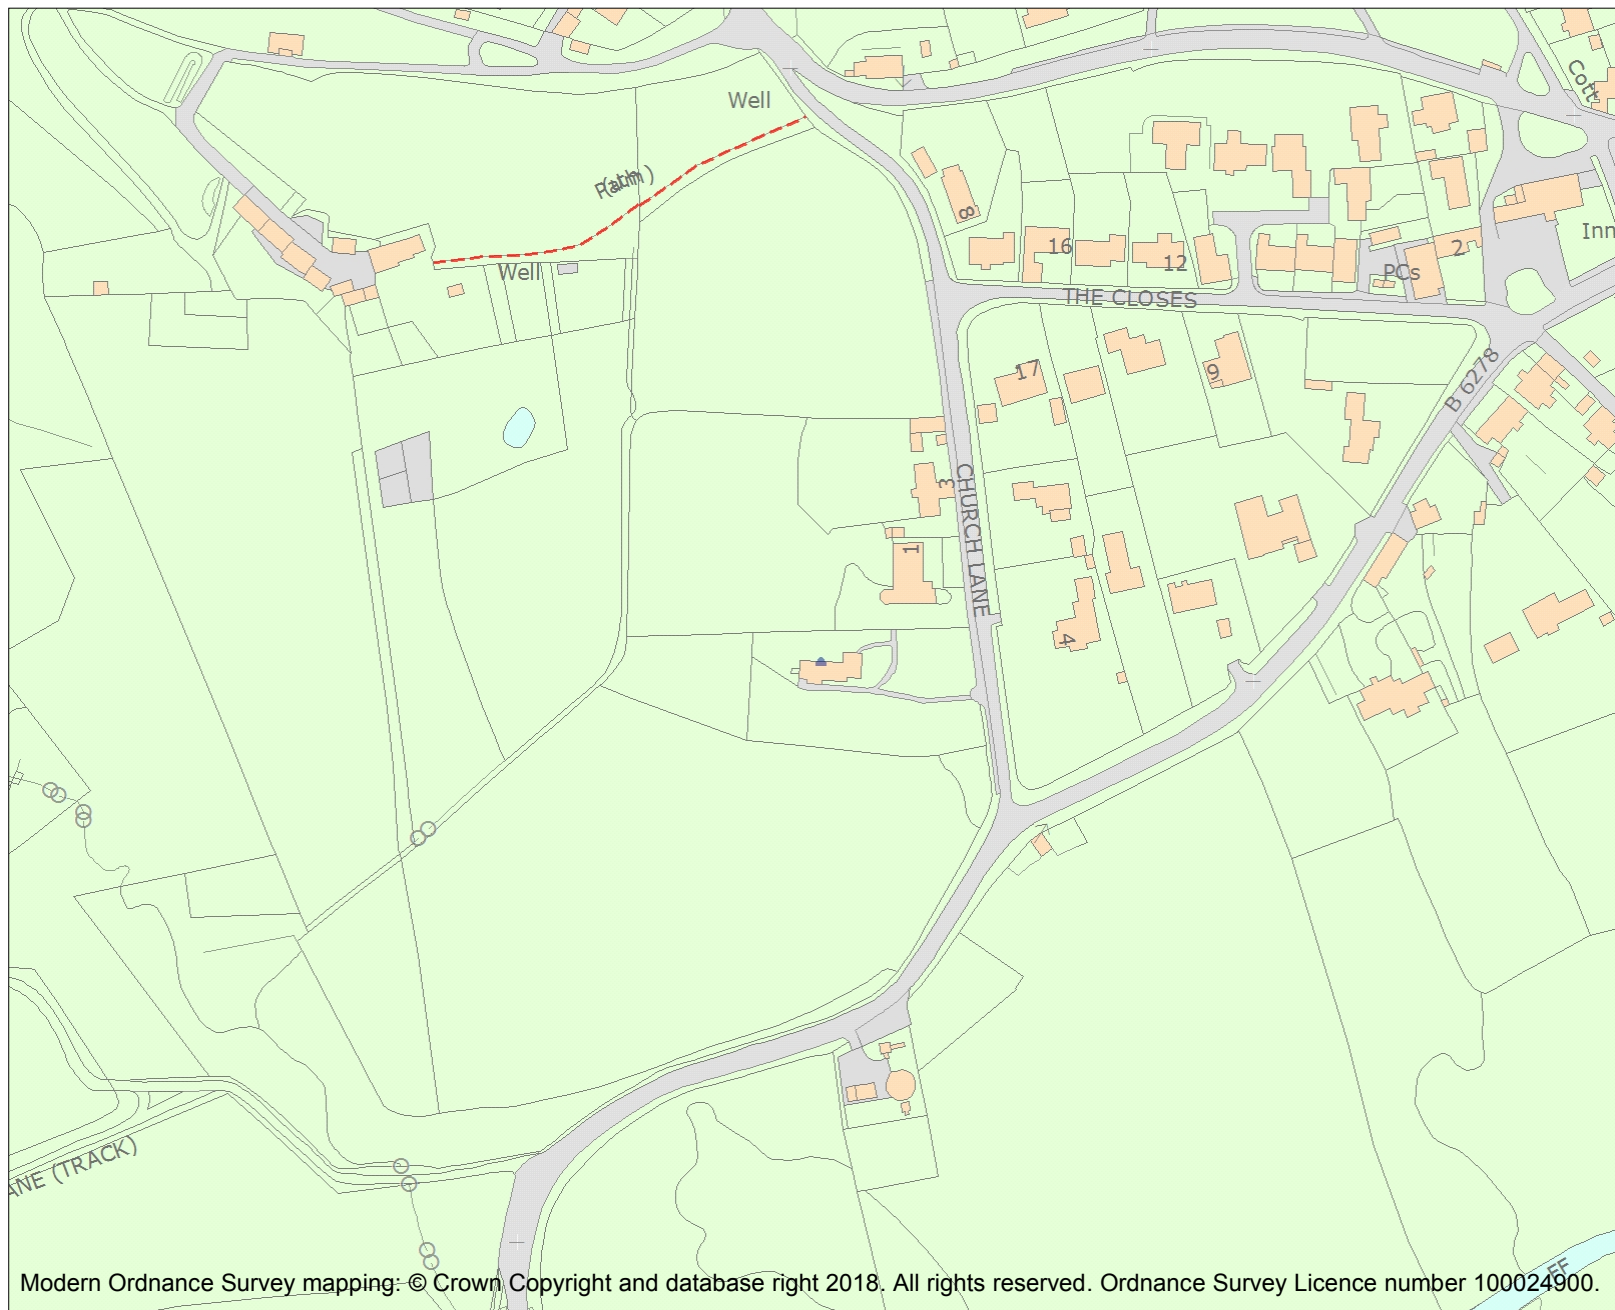 Well
Cott
(um)
Path
8
16
12
2
Inn
PCs
Well
THE CLOSES
17
9
B 6278
3
CHURCH LANE
1
4
ANE (TRACK)
EF
Modern Ordnance Survey mapping: © Crown Copyright and database right 2018. All rights reserved. Ordnance Survey Licence number 100024900.